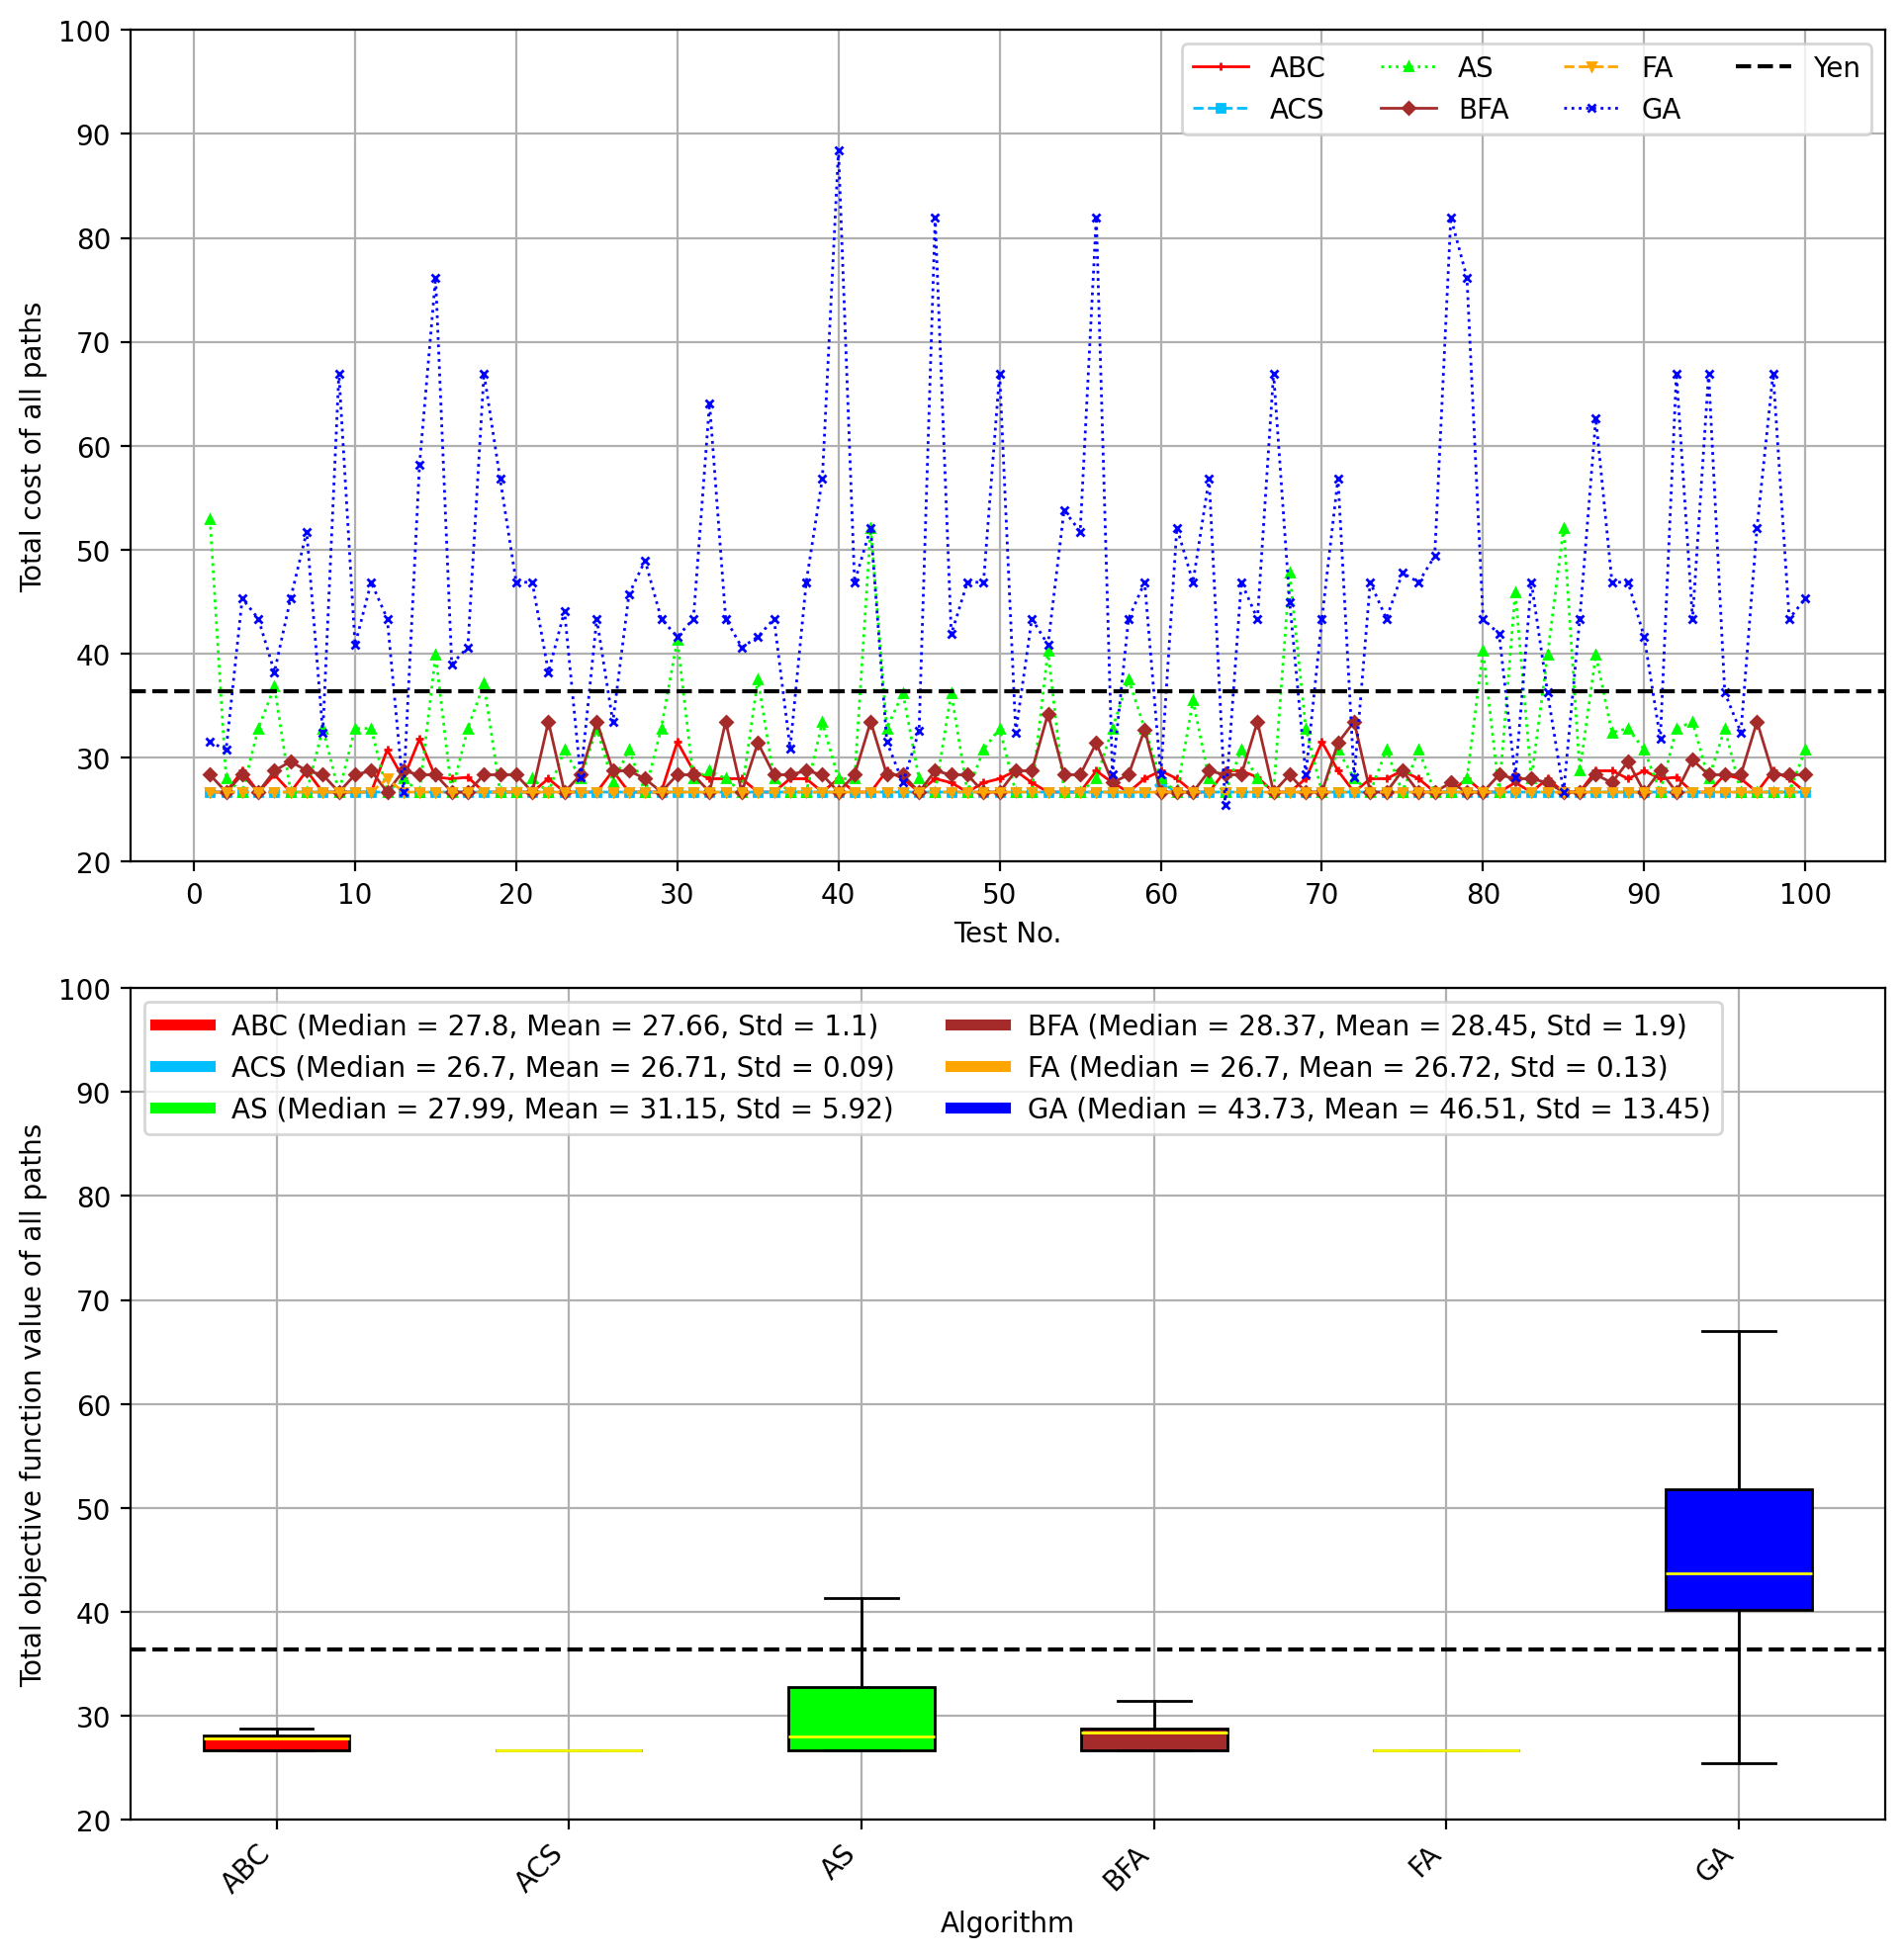 100
90
80
70
60
50
40
30
20
Total cost of all paths
ABC AS FA Yen
ACS BFA GA
0 10 20 30 40 50 60 70 80 90 100
Test No.
100
90
80
70
60
50
40
30
20
Total objective function value of all paths
ABC (Median = 27.8, Mean = 27.66, Std = 1.1) BFA (Median = 28.37, Mean = 28.45, Std = 1.9)
ACS (Median = 26.7, Mean = 26.71, Std = 0.09) FA (Median = 26.7, Mean = 26.72, Std = 0.13)
AS (Median = 27.99, Mean = 31.15, Std = 5.92) GA (Median = 43.73, Mean = 46.51, Std = 13.45)
ABC ACS AS BFA FA GA
Algorithm